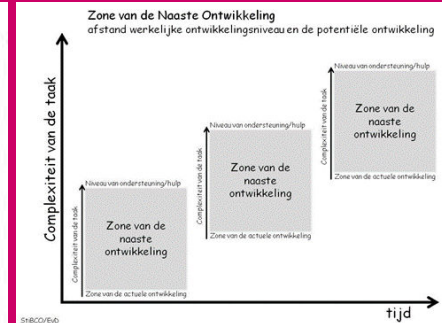 Zone van de Naaste Ontwikkeling
afstand werkelijke ontwikkelingsniveau en de potentiële ontwikkeling
Complexiteit van de taak
Niveau van ondersteuning/hulp
Complexiteit van de taak
Zone van de
naaste
ontwikkeling
Zone van de actuele ontwikkeling
Niveau van ondersteuning/hulp
Complexiteit van de taak
Zone van de
naaste
ontwikkeling
Zone van de actuele ontwikkeling
Niveau van ondersteuning/hulp
Complexiteit van de taak
Zone van de
naaste
ontwikkeling
Zone van de actuele ontwikkeling
tijd
StiBCO/EvD